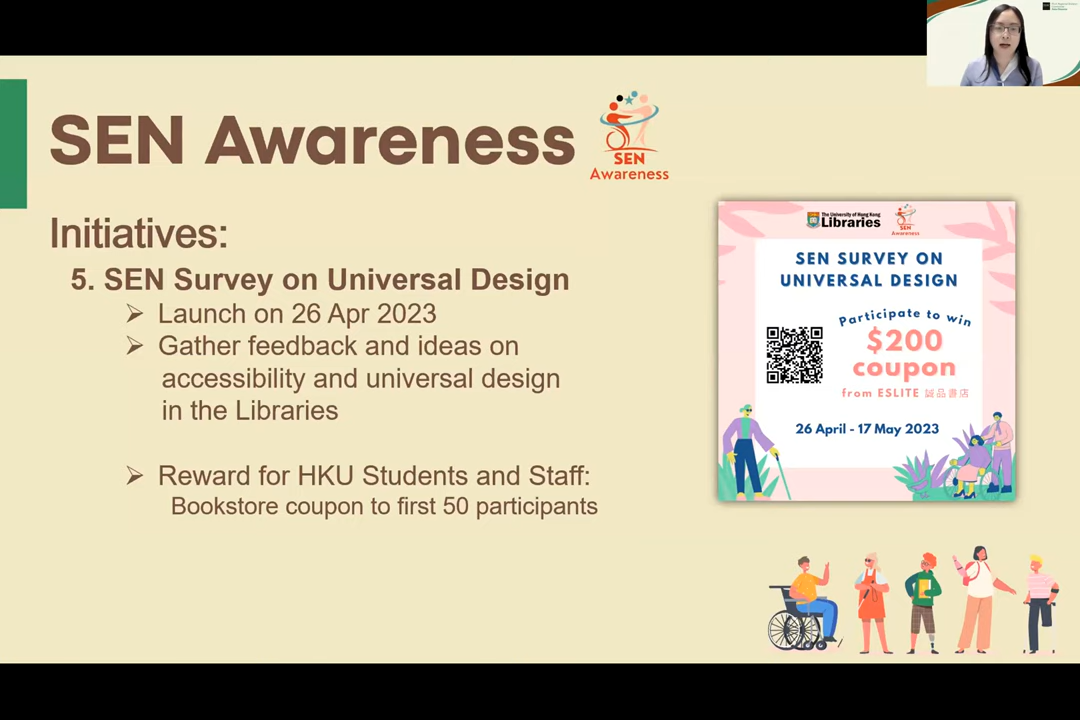 SEN Awareness
SEN
Awareness
Initiatives:
5. SEN Survey on Universal Design
➢ Launch on 26 Apr 2023
➢ Gather feedback and ideas on
accessibility and universal design
in the Libraries
➢ Reward for HKU Students and Staff:
Bookstore coupon to first 50 participants
The University of Hong Kong
Libraries
SEN
Awareness
SEN SURVEY ON
UNIVERSAL DESIGN
Participate to win
$200
coupon
from ESLITE 誠品書店
26 April - 17 May 2023